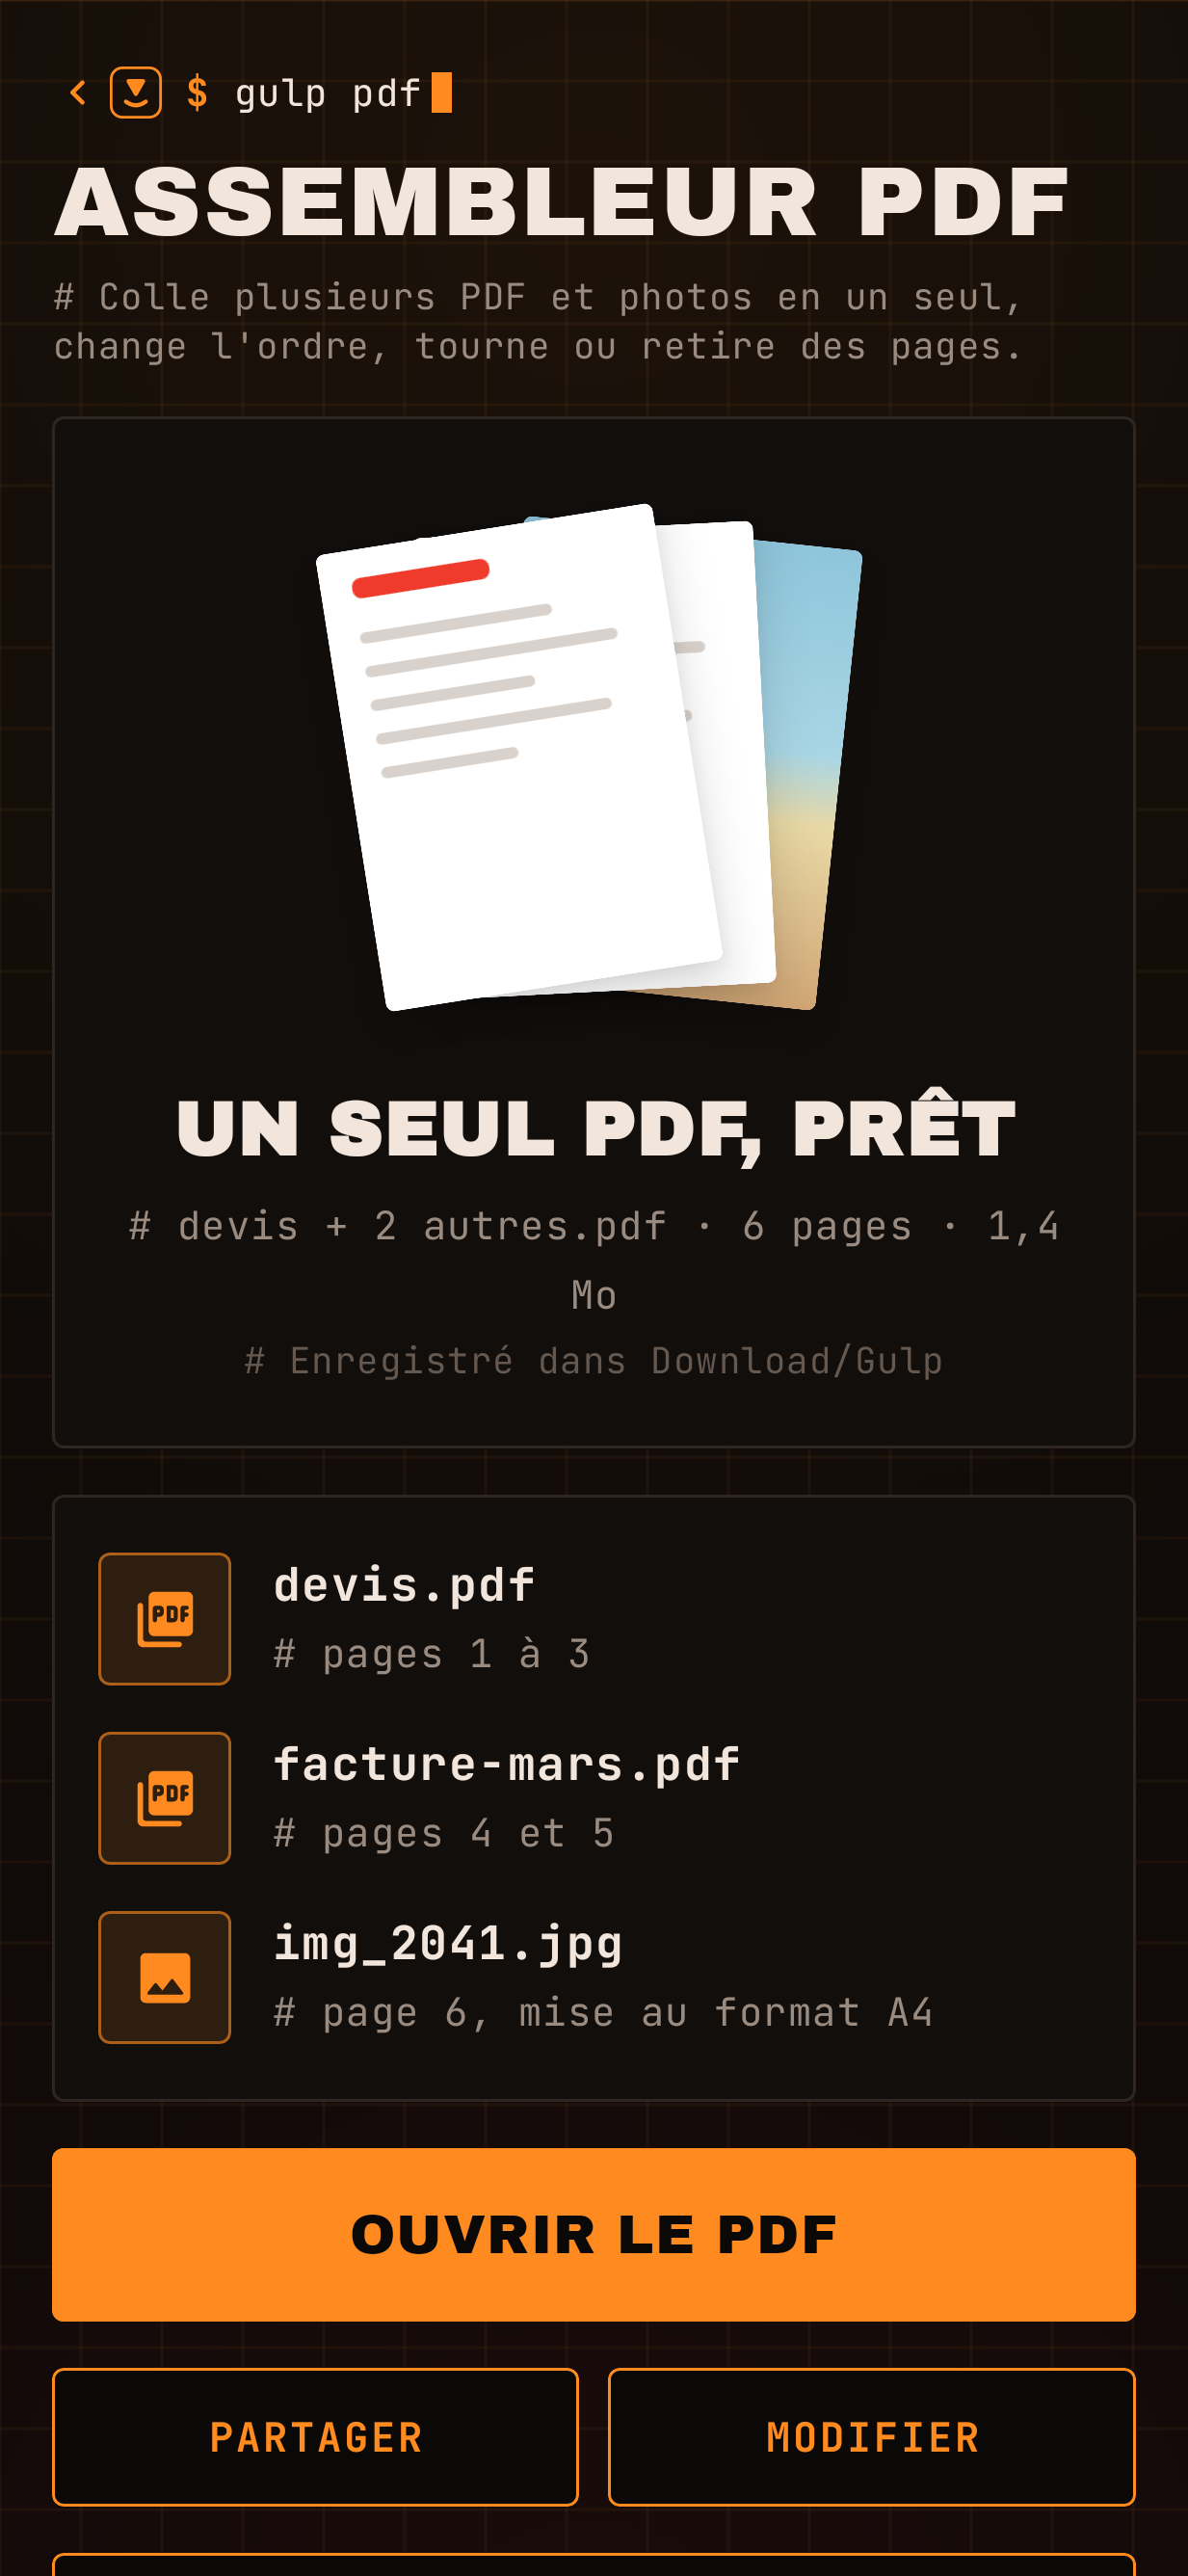 $ gulp pdf
ASSEMBLEUR PDF
# Colle plusieurs PDF et photos en un seul,
change l'ordre, tourne ou retire des pages.
UN SEUL PDF, PRÊT
# devis + 2 autres.pdf · 6 pages · 1,4
Mo
# Enregistré dans Download/Gulp
PDF
devis.pdf
# pages 1 à 3
PDF
facture-mars.pdf
# pages 4 et 5
img_2041.jpg
# page 6, mise au format A4
OUVRIR LE PDF
PARTAGER
MODIFIER